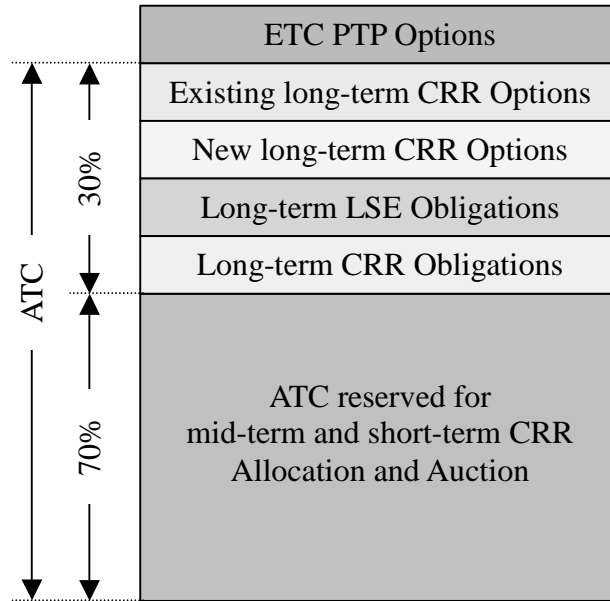 ETC PTP Options
Existing long-term CRR Options
New long-term CRR Options
Long-term LSE Obligations
Long-term CRR Obligations
30%
ATC
70%
ATC reserved for
mid-term and short-term CRR
Allocation and Auction